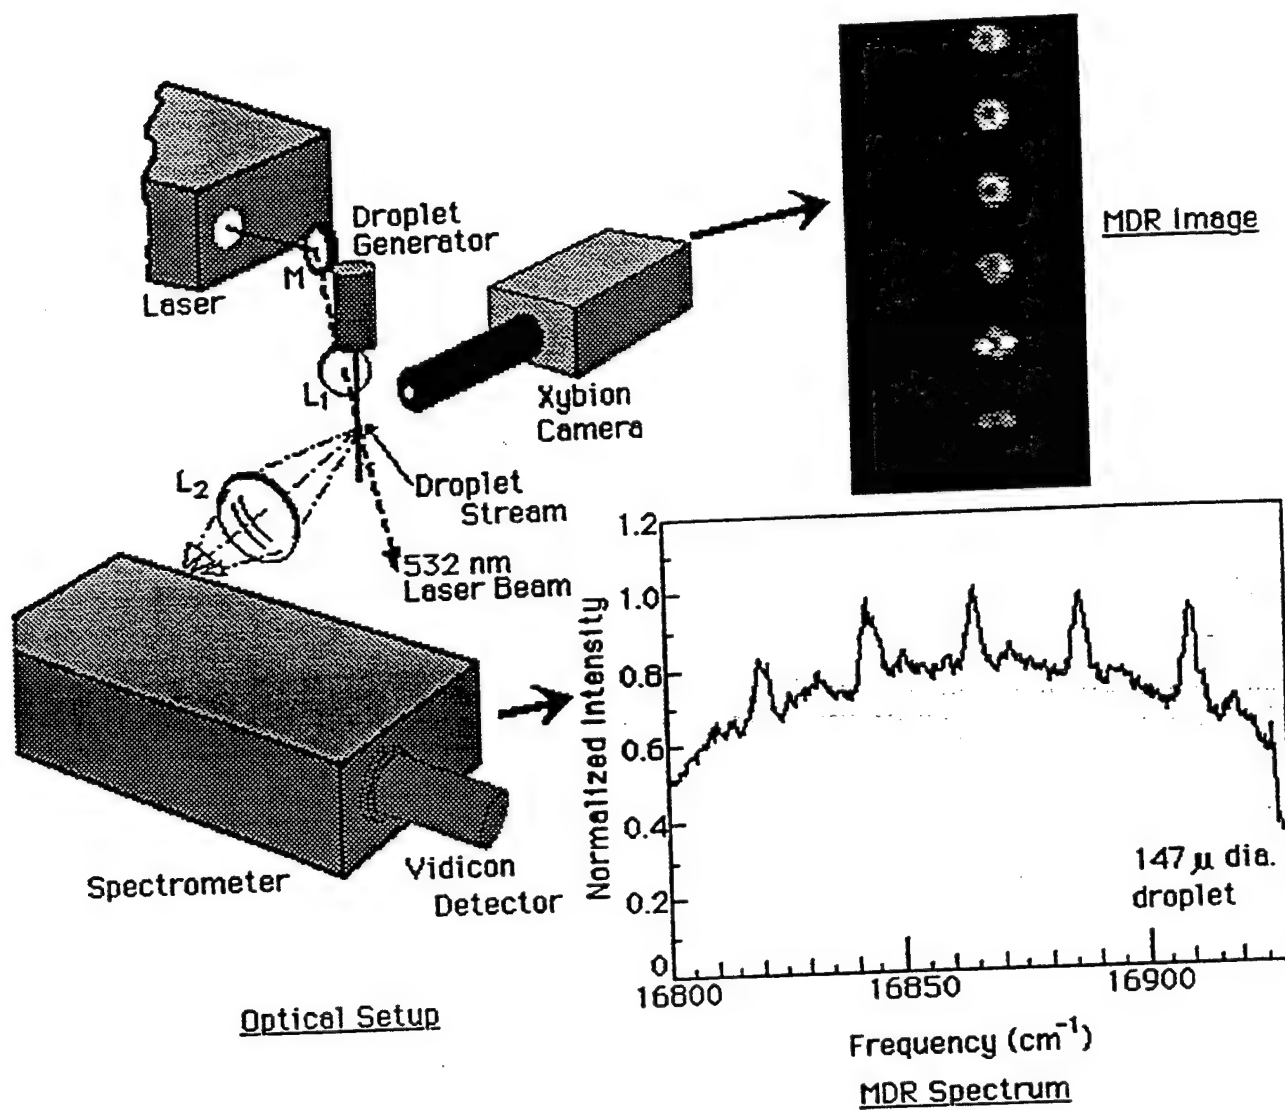 Droplet
Generator
MDR Image
M
Laser
L1
Xybion
Camera
L2
Droplet
Stream
532 nm
Laser Beam
1.2
1.0
0.8
0.6
0.4
0.2
0
Normalized Intensity
147 µ dia.
droplet
Spectrometer
Vidicon
Detector
16800
16850
16900
Optical Setup
Frequency (cm⁻¹)
MDR Spectrum